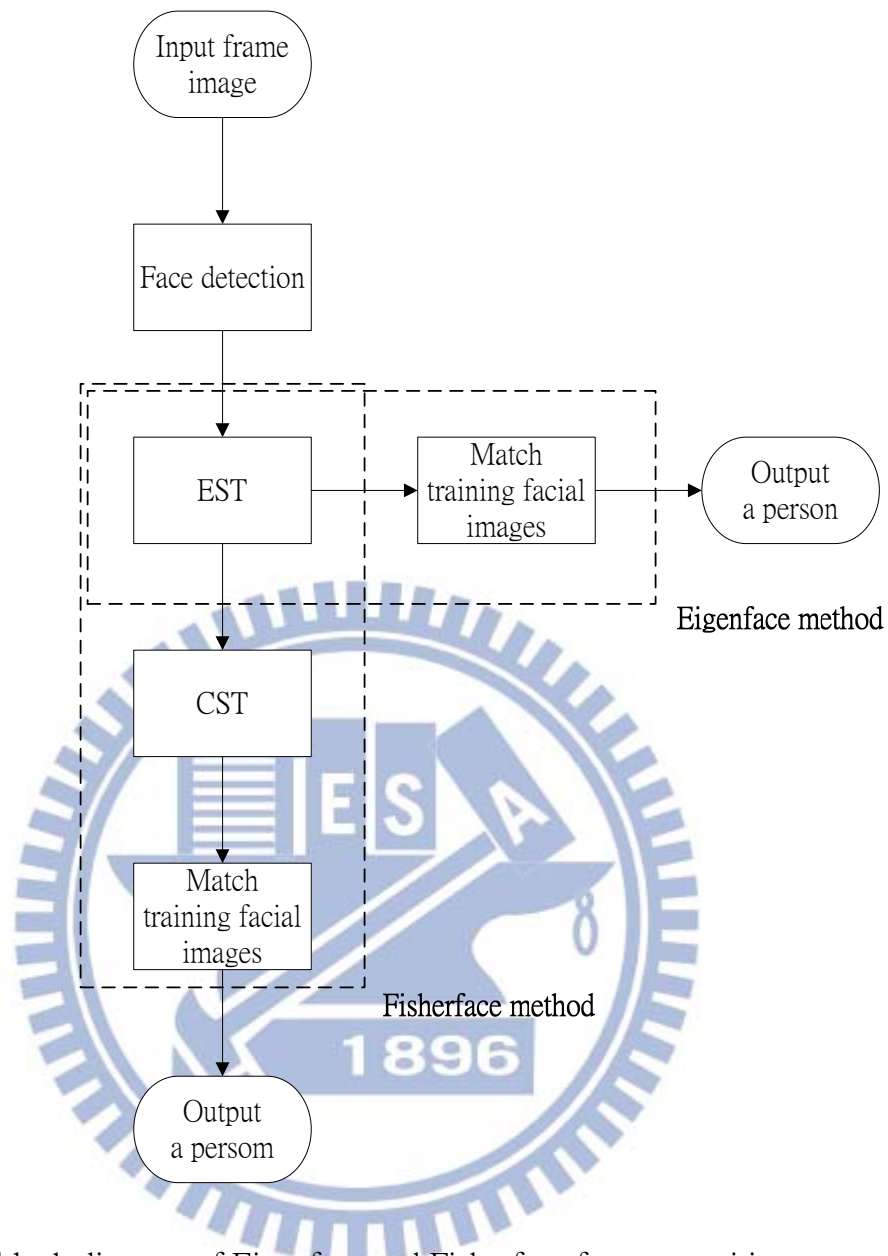 Input frame
image
Face detection
EST
Match
training facial
images
Output
a person
Eigenface method
CST
E S A
Match
training facial
images
Fisherface method
1896
Output
a persom